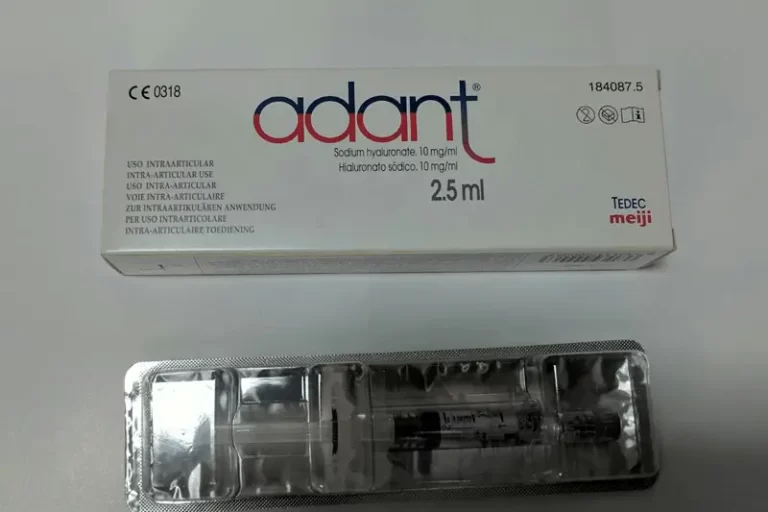 CE 0318
adant®
184087.5
Sodium hyaluronate, 10 mg/ml
Hialuronato sódico, 10 mg/ml
2.5 ml
USO INTRAARTICULAR
INTRA-ARTICULAR USE
USO INTRA-ARTICULAR
VOIE INTRA-ARTICULAIRE
ZUR INTRAARTIKULÄREN ANWENDUNG
PER USO INTRARTICOLARE
INTRA-ARTICULAIRE TOEDIENING
TEDEC
meiji